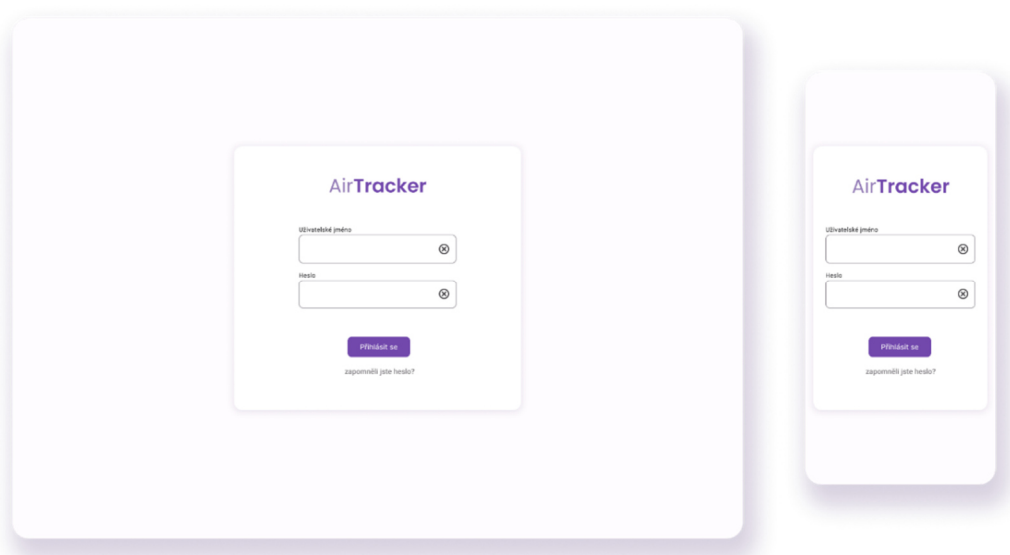 AirTracker
Uživatelské jméno
Heslo
Přihlásit se
zapomněli jste heslo?
AirTracker
Uživatelské jméno
Heslo
Přihlásit se
zapomněli jste heslo?